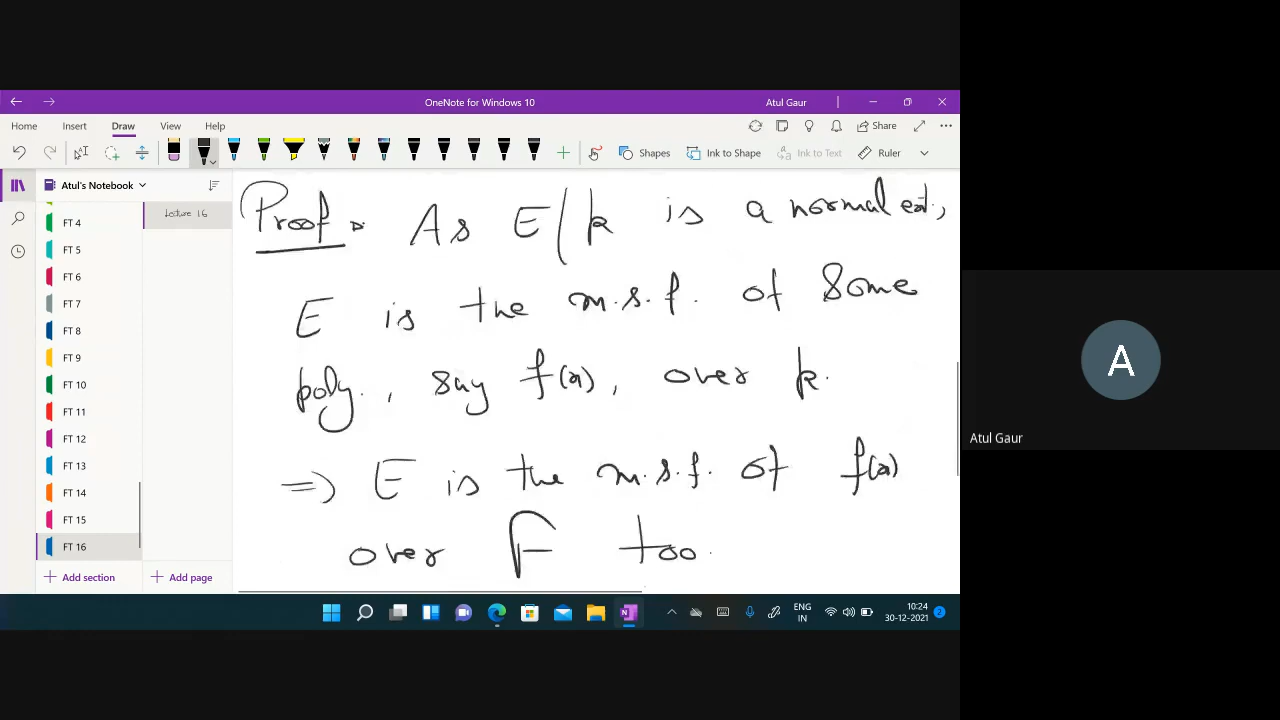 OneNote for Windows 10
Atul Gaur
Home Insert Draw View Help
Share
Shapes
Ink to Shape
Ink to Text
Ruler
Atul's Notebook
FT 4
FT 5
FT 6
FT 7
FT 8
FT 9
FT 10
FT 11
FT 12
FT 13
FT 14
FT 15
FT 16
Add section
Lecture 16
Add page
Proof. As E/k is a normal ext.,
E is the m.s.f. of some
poly., say f(x), over k.
=> E is the m.s.f. of f(x)
over F too.
A
Atul Gaur
ENG
IN
10:24
30-12-2021
2